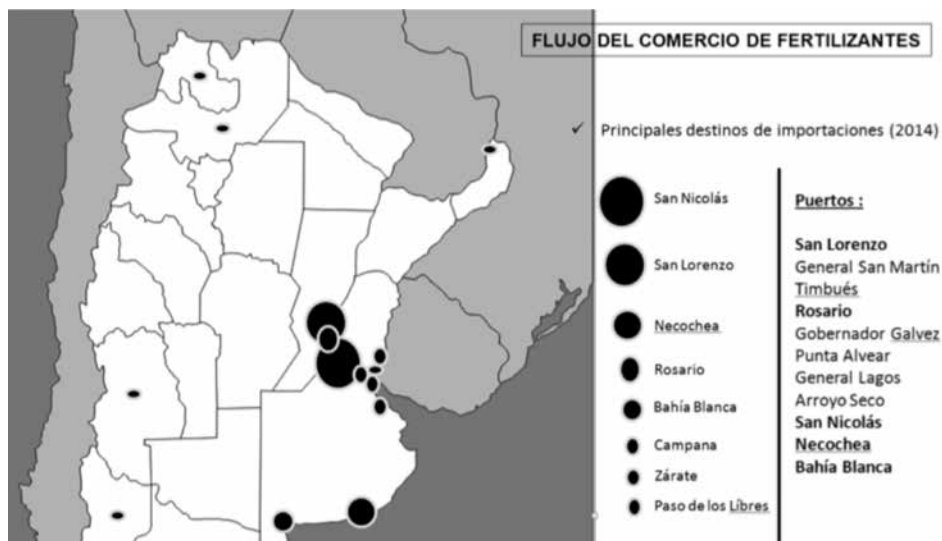 FLUJO DEL COMERCIO DE FERTILIZANTES
✓ Principales destinos de importaciones (2014)
San Nicolás
San Lorenzo
Necochea
Rosario
Bahía Blanca
Campana
Zárate
Paso de los Líbres
Puertos :
San Lorenzo
General San Martín
Timbués
Rosario
Gobernador Galvez
Punta Alvear
General Lagos
Arroyo Seco
San Nicolás
Necochea
Bahía Blanca